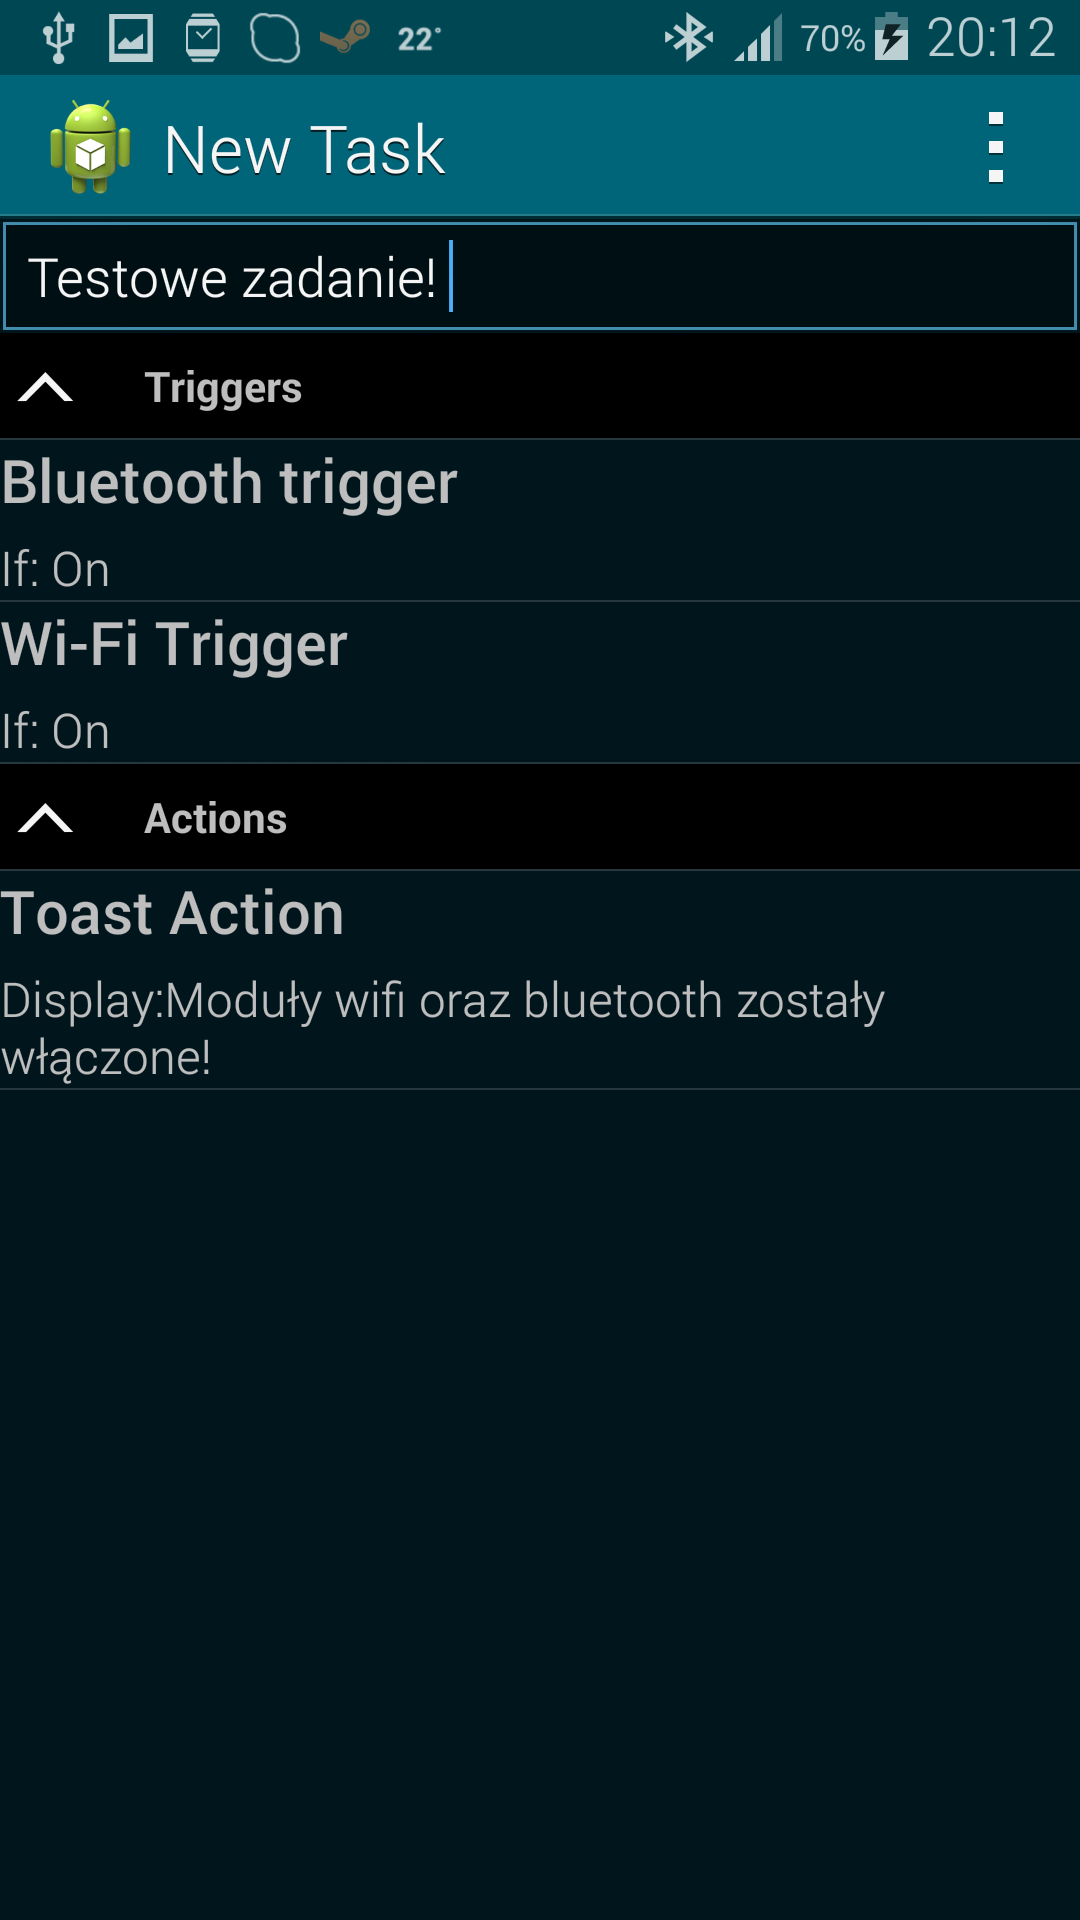 22° 70% 20:12
New Task
Testowe zadanie!
Triggers
Bluetooth trigger
If: On
Wi-Fi Trigger
If: On
Actions
Toast Action
Display:Moduły wifi oraz bluetooth zostały
włączone!